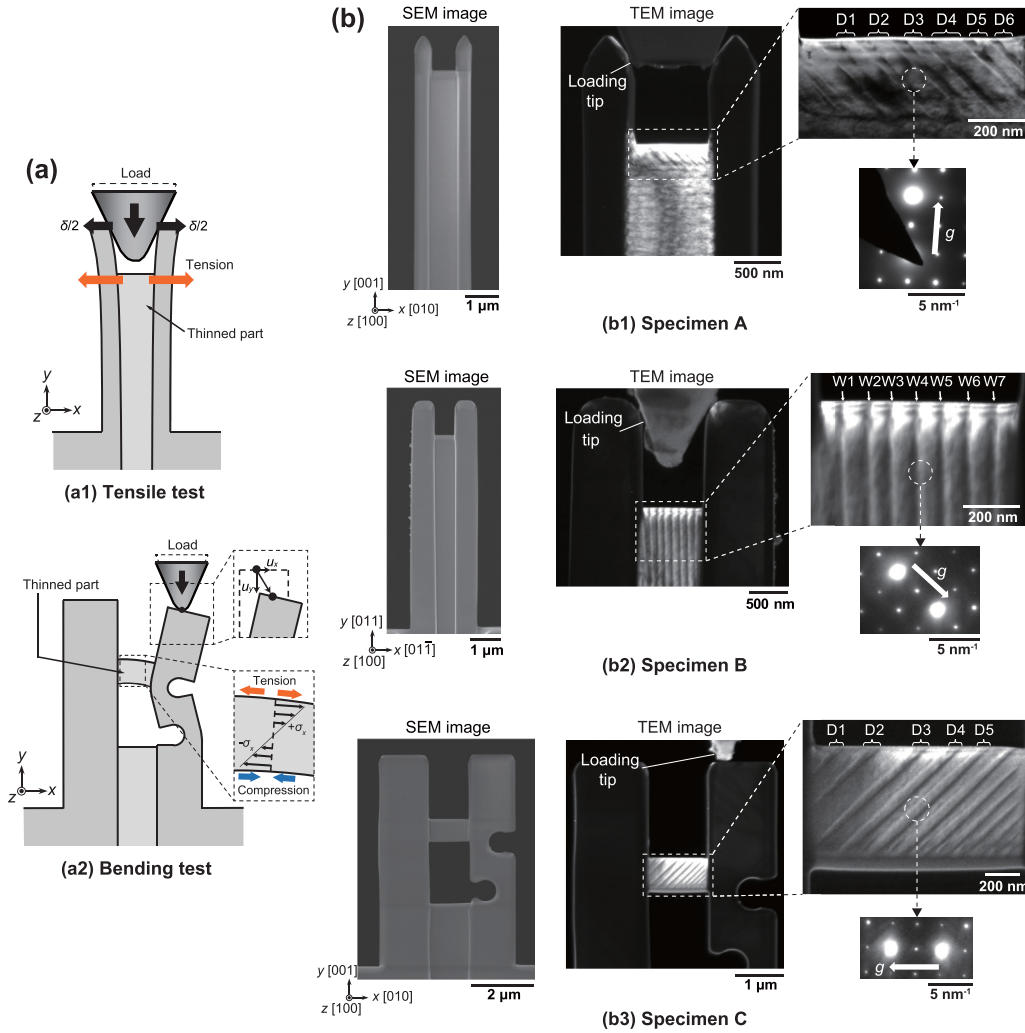 (a)
Load
δ/2
δ/2
Tension
Thinned part
y
z
x
(a1) Tensile test
Load
Thinned part
uₓ
uᵧ
Tension
+σₓ
-σₓ
Compression
y
z
x
(a2) Bending test
(b)
SEM image
TEM image
Loading
tip
D1 D2 D3 D4 D5 D6
200 nm
g
5 nm⁻¹
500 nm
1 μm
y [001]
x [010]
z [100]
(b1) Specimen A
SEM image
TEM image
Loading
tip
W1 W2 W3 W4 W5 W6 W7
200 nm
g
5 nm⁻¹
500 nm
1 μm
y [011]
x [011̄]
z [100]
(b2) Specimen B
SEM image
TEM image
Loading
tip
D1 D2 D3 D4 D5
200 nm
g
5 nm⁻¹
1 μm
2 μm
y [001]
x [010]
z [100]
(b3) Specimen C